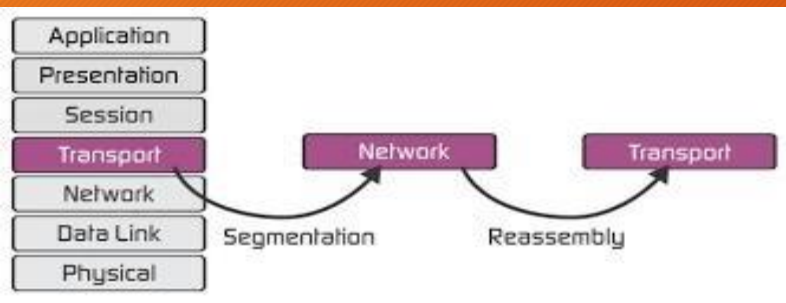 Application
Presentation
Session
Transport
Network
Data Link
Physical
Segmentation
Network
Reassembly
Transport